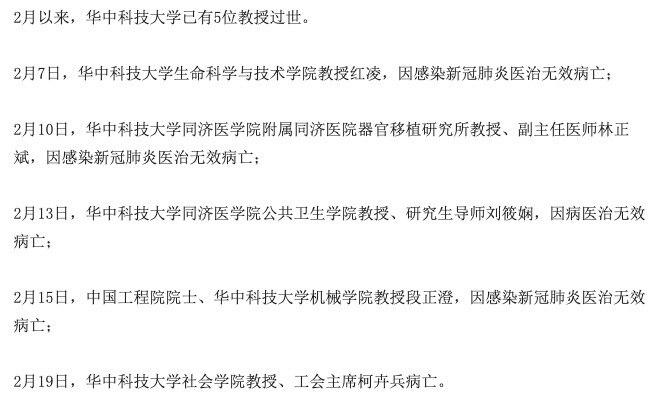 2月以来，华中科技大学已有5位教授过世。
2月7日，华中科技大学生命科学与技术学院教授红凌，因感染新冠肺炎医治无效病亡；
2月10日，华中科技大学同济医学院附属同济医院器官移植研究所教授、副主任医师林正
斌，因感染新冠肺炎医治无效病亡；
2月13日，华中科技大学同济医学院公共卫生学院教授、研究生导师刘筱娴，因病医治无效
病亡；
2月15日，中国工程院院士、华中科技大学机械学院教授段正澄，因感染新冠肺炎医治无效
病亡；
2月19日，华中科技大学社会学院教授、工会主席柯卉兵病亡。